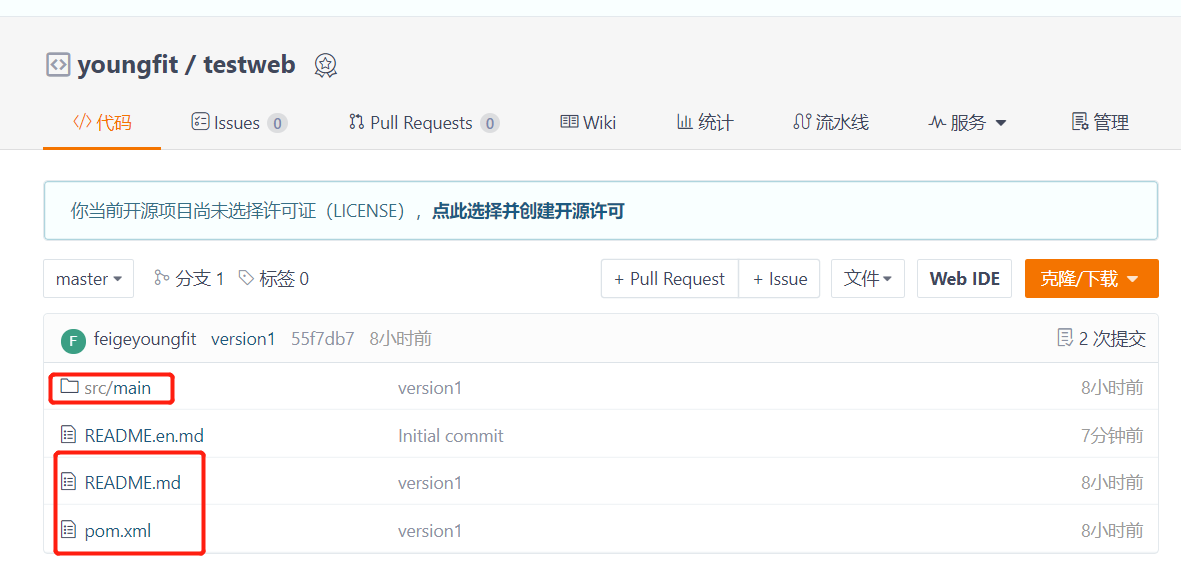 youngfit / testweb
代码 Issues 0 Pull Requests 0 Wiki 统计 流水线 服务 管理
你当前开源项目尚未选择许可证（LICENSE），点此选择并创建开源许可
master 分支 1 标签 0 + Pull Request + Issue 文件 Web IDE 克隆/下载
F feigeyoungfit version1 55f7db7 8小时前 2 次提交
src/main version1 8小时前
README.en.md Initial commit 7分钟前
README.md version1 8小时前
pom.xml version1 8小时前